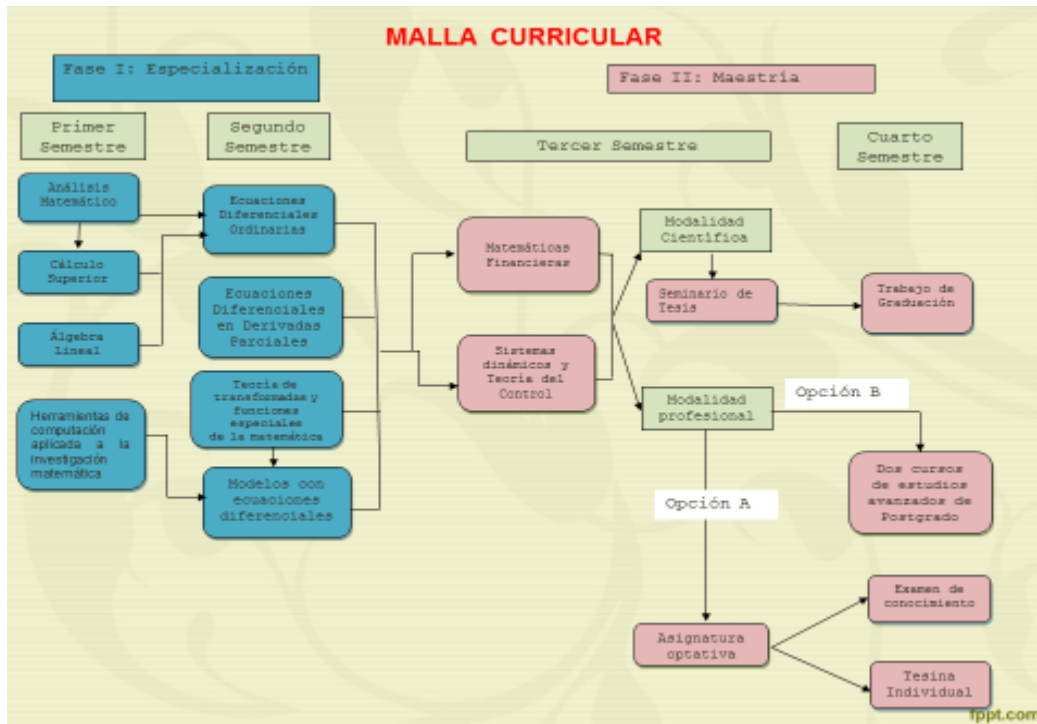 MALLA CURRICULAR
Fase I: Especialización
Fase II: Maestría
Primer
Semestre
Segundo
Semestre
Tercer Semestre
Cuarto
Semestre
Análisis
Matemático
Cálculo
Superior
Álgebra
Lineal
Herramientas de
computación
aplicada a la
investigación
matemática
Ecuaciones
Diferenciales
Ordinarias
Ecuaciones
Diferenciales
en Derivadas
Parciales
Teoría de
transformadas y
funciones
especiales
de la matemática
Modelos con
ecuaciones
diferenciales
Matemáticas
Financieras
Sistemas
dinámicos y
Teoría del
Control
Modalidad
Científica
Seminario de
Tesis
Trabajo de
Graduación
Modalidad
profesional
Opción B
Dos cursos
de estudios
avanzados de
Postgrado
Opción A
Asignatura
optativa
Examen de
conocimiento
Tesina
Individual
fppt.com